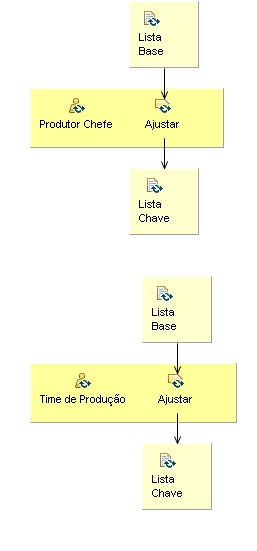 Lista
Base
Produtor Chefe Ajustar
Lista
Chave
Lista
Base
Time de Produção Ajustar
Lista
Chave